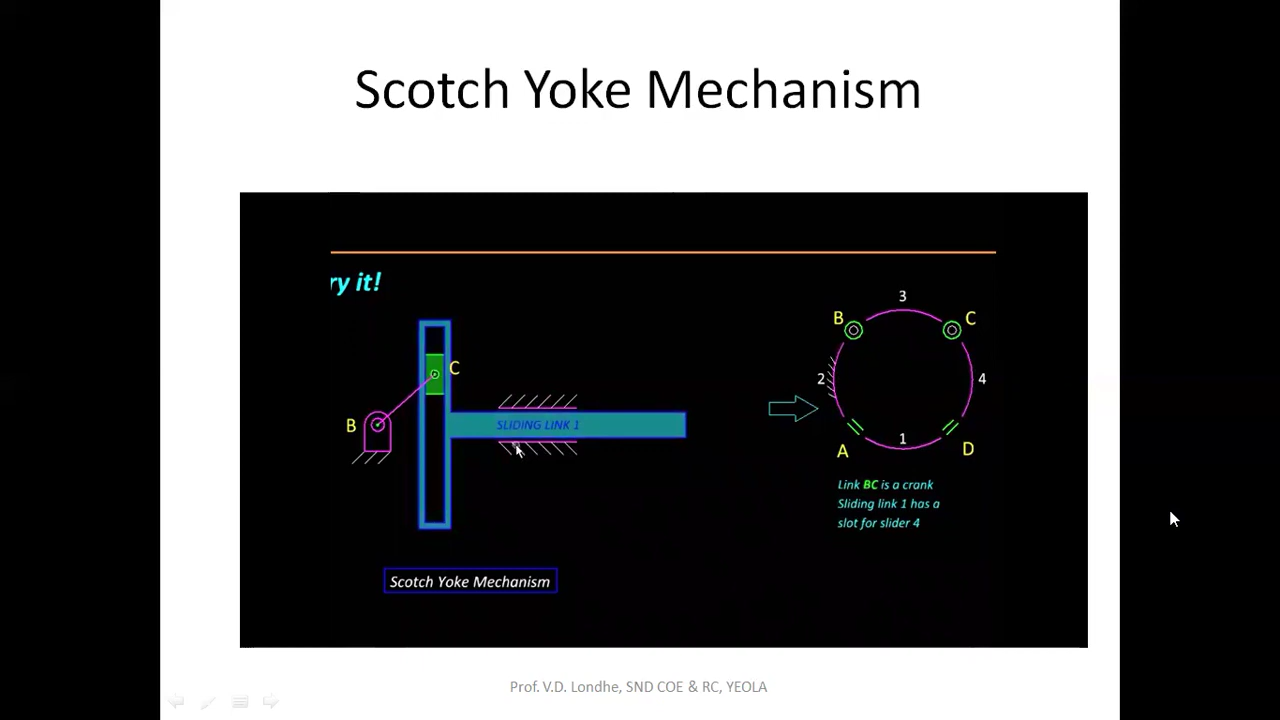 Scotch Yoke Mechanism
ry it!
3
B
C
C
2
4
B
SLIDING LINK 1
1
A
D
Link BC is a crank
Sliding link 1 has a
slot for slider 4
Scotch Yoke Mechanism
Prof. V.D. Londhe, SND COE & RC, YEOLA